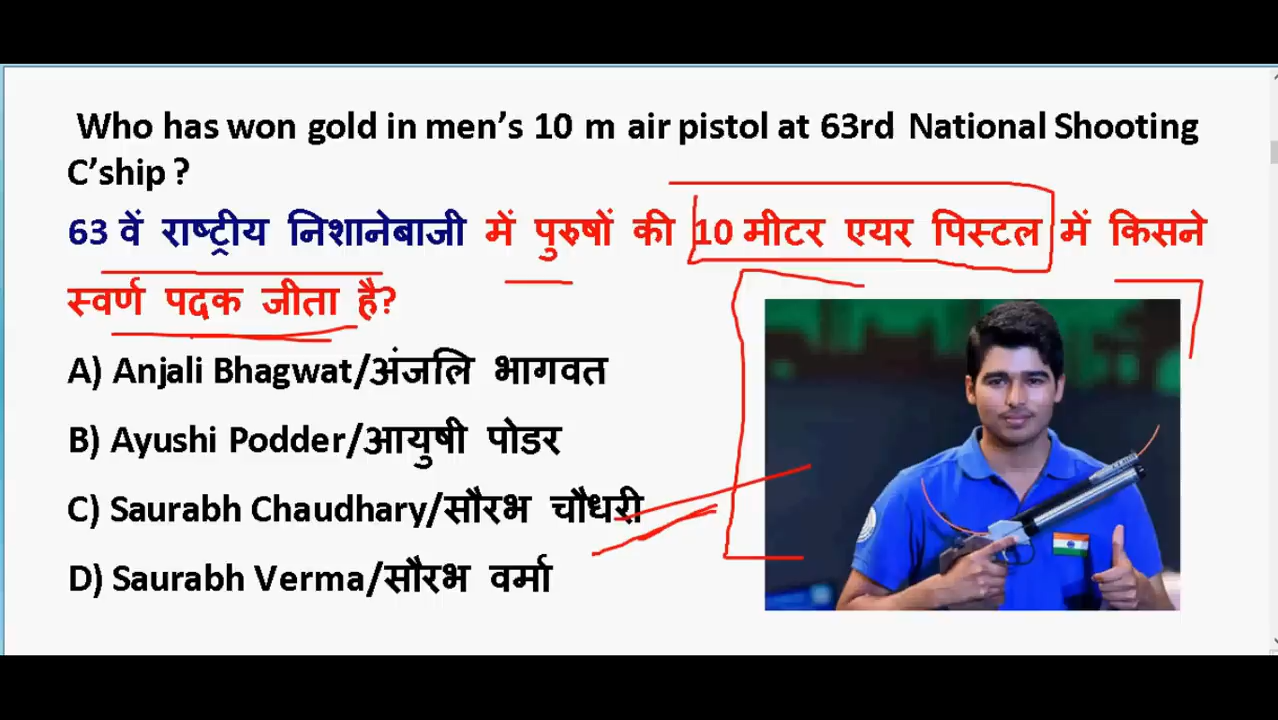 Who has won gold in men's 10 m air pistol at 63rd National Shooting
C'ship ?
63 वें राष्ट्रीय निशानेबाजी में पुरुषों की 10 मीटर एयर पिस्टल में किसने
स्वर्ण पदक जीता है?
A) Anjali Bhagwat/अंजलि भागवत
B) Ayushi Podder/आयुषी पोडर
C) Saurabh Chaudhary/सौरभ चौधरी
D) Saurabh Verma/सौरभ वर्मा